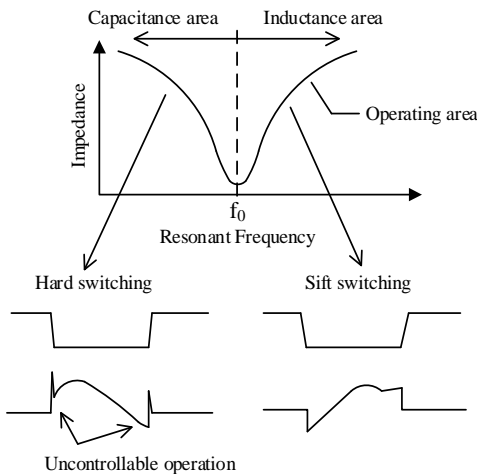 Capacitance area
Inductance area
Impedance
Operating area
f0
Resonant Frequency
Hard switching
Sift switching
Uncontrollable operation